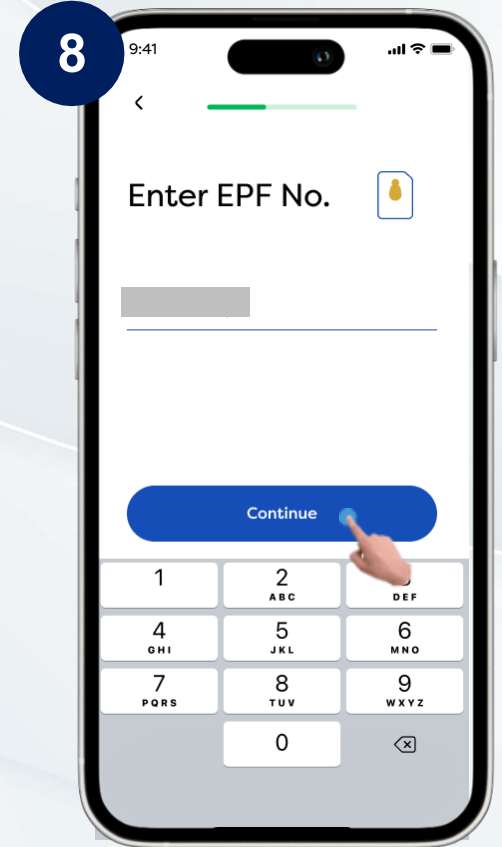 8
9:41
Enter EPF No.
Continue
1
2
ABC
DEF
4
GHI
5
JKL
6
MNO
7
PQRS
8
TUV
9
WXYZ
0